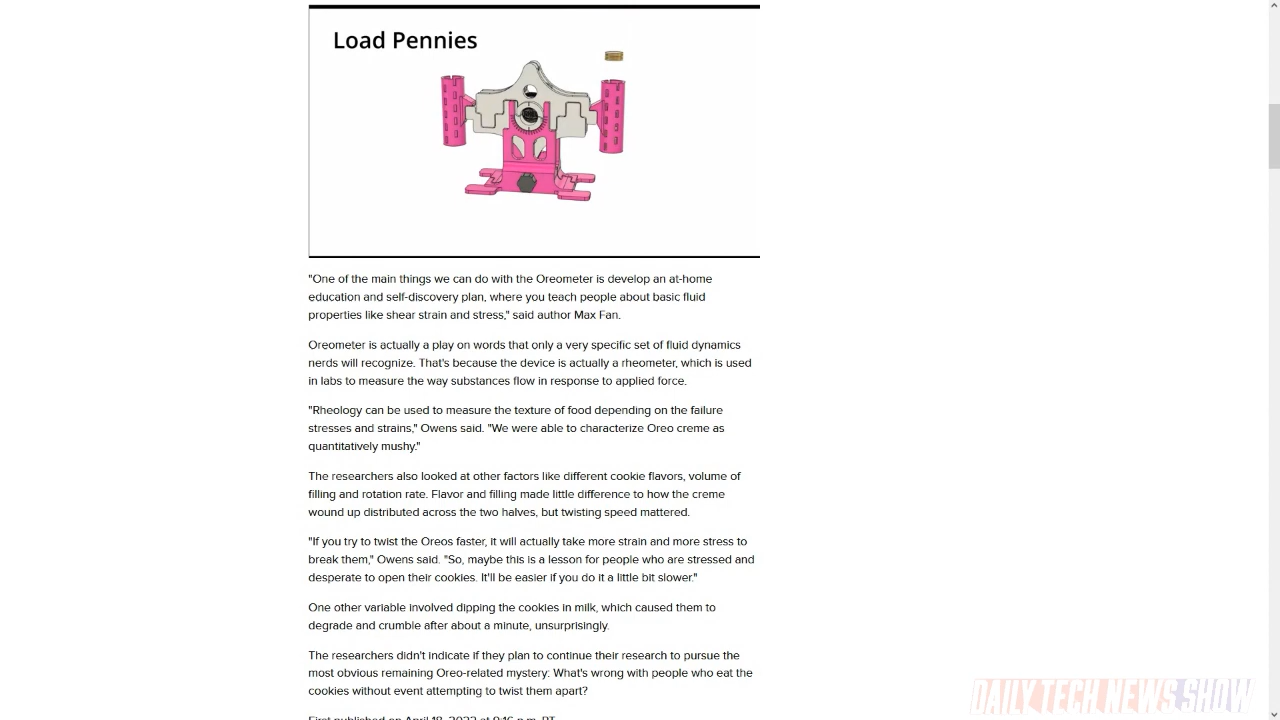 Load Pennies
"One of the main things we can do with the Oreometer is develop an at-home
education and self-discovery plan, where you teach people about basic fluid
properties like shear strain and stress," said author Max Fan.
Oreometer is actually a play on words that only a very specific set of fluid dynamics
nerds will recognize. That's because the device is actually a rheometer, which is used
in labs to measure the way substances flow in response to applied force.
"Rheology can be used to measure the texture of food depending on the failure
stresses and strains," Owens said. "We were able to characterize Oreo creme as
quantitatively mushy."
The researchers also looked at other factors like different cookie flavors, volume of
filling and rotation rate. Flavor and filling made little difference to how the creme
wound up distributed across the two halves, but twisting speed mattered.
"If you try to twist the Oreos faster, it will actually take more strain and more stress to
break them," Owens said. "So, maybe this is a lesson for people who are stressed and
desperate to open their cookies. It'll be easier if you do it a little bit slower."
One other variable involved dipping the cookies in milk, which caused them to
degrade and crumble after about a minute, unsurprisingly.
The researchers didn't indicate if they plan to continue their research to pursue the
most obvious remaining Oreo-related mystery: What's wrong with people who eat the
cookies without event attempting to twist them apart?
First published on April 18, 2022 at 9:16 p.m. PT.
DAILY TECH NEWS SHOW